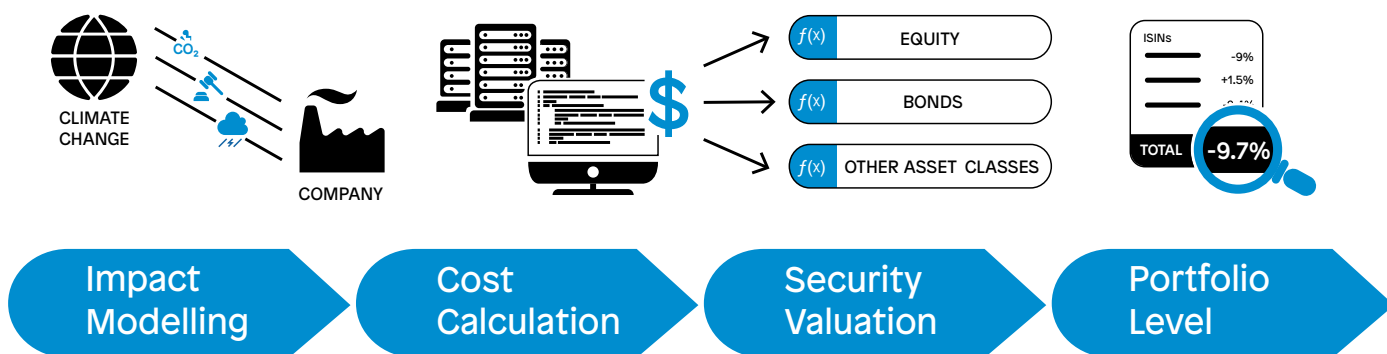 CO₂
CLIMATE
CHANGE
COMPANY
$
f(x) EQUITY
f(x) BONDS
f(x) OTHER ASSET CLASSES
ISINs
-9%
+1.5%
TOTAL -9.7%
Impact
Modelling
Cost
Calculation
Security
Valuation
Portfolio
Level